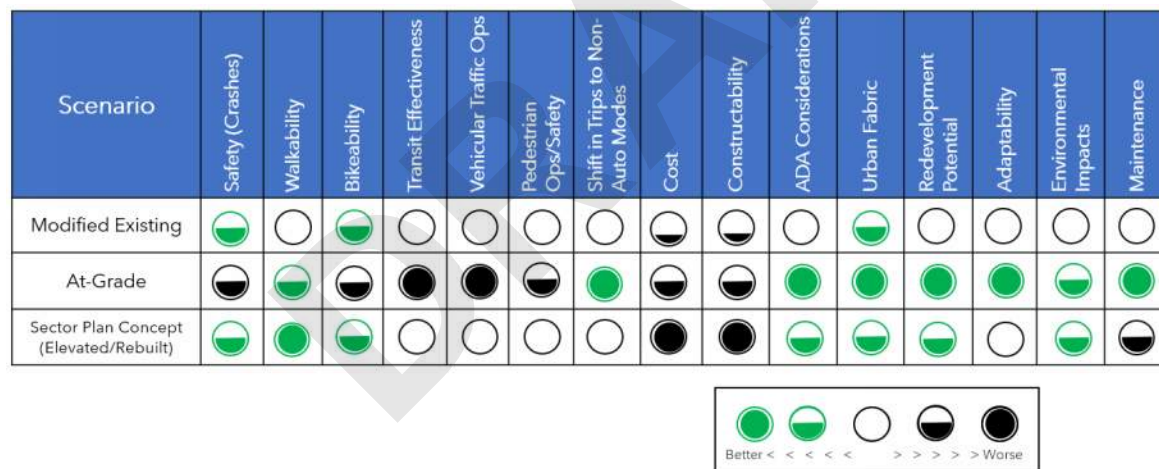 Scenario
Safety (Crashes)
Walkability
Bikeability
Transit Effectiveness
Vehicular Traffic Ops
Pedestrian
Ops/Safety
Shift in Trips to Non-
Auto Modes
Cost
Constructability
ADA Considerations
Urban Fabric
Redevelopment
Potential
Adaptability
Environmental
Impacts
Maintenance
Modified Existing
At-Grade
Sector Plan Concept
(Elevated/Rebuilt)
Better < < < < < > > > > > Worse
DRA